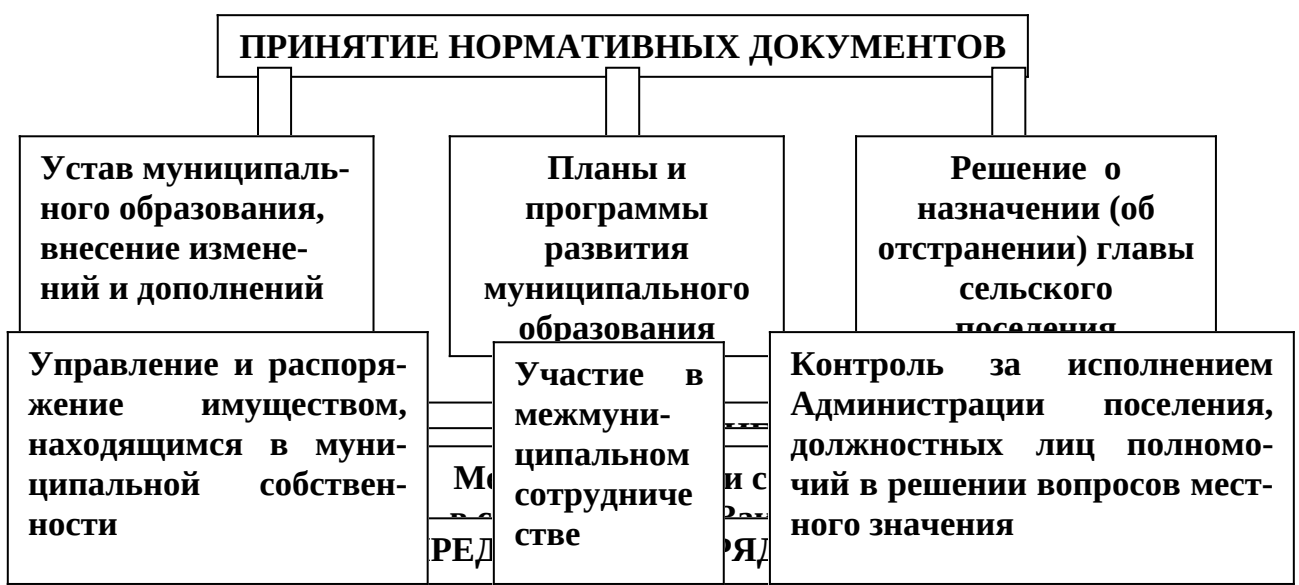 ПРИНЯТИЕ НОРМАТИВНЫХ ДОКУМЕНТОВ
Устав муниципаль-
ного образования,
внесение измене-
ний и дополнений
Планы и
программы
развития
муниципального
образования
Решение о
назначении (об
отстранении) главы
сельского
поселения
Управление и распоря-
жение имуществом,
находящимся в муни-
ципальной собствен-
ности
Участие в
межмуни-
ципальном
сотрудниче
стве
Контроль за исполнением
Администрации поселения,
должностных лиц полномо-
чий в решении вопросов мест-
ного значения